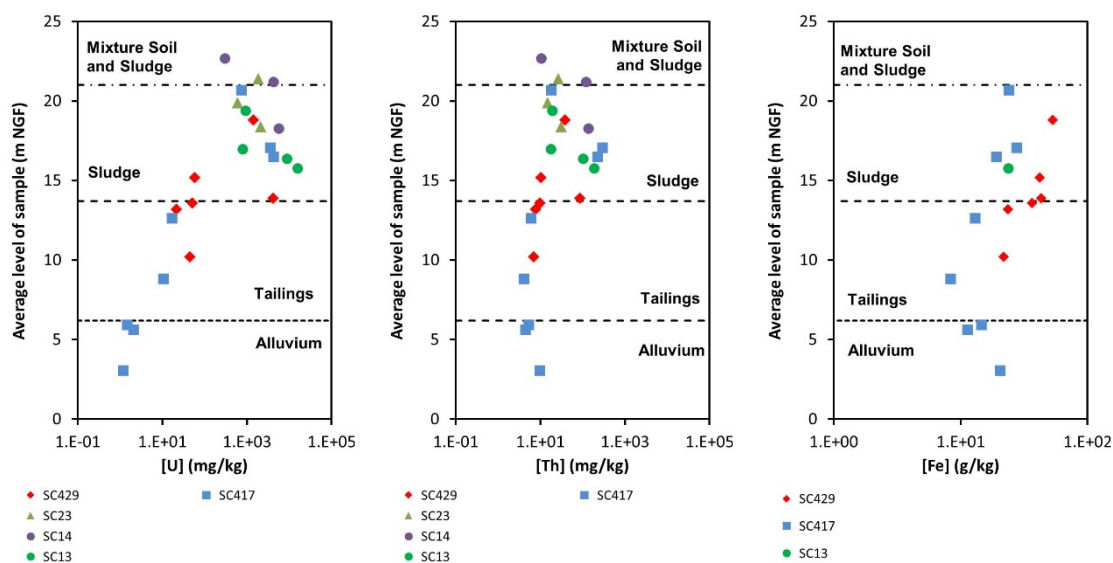 25
20
15
10
5
0
Average level of sample (m NGF)
Mixture Soil
and Sludge
Sludge
Tailings
Alluvium
1.E-01
1.E+01
1.E+03
1.E+05
[U] (mg/kg)
SC429
SC417
SC23
SC14
SC13
25
20
15
10
5
0
Average level of sample (m NGF)
Mixture Soil
and Sludge
Sludge
Tailings
Alluvium
1.E-01
1.E+01
1.E+03
1.E+05
[Th] (mg/kg)
SC429
SC417
SC23
SC14
SC13
25
20
15
10
5
0
Average level of sample (m NGF)
Mixture Soil
and Sludge
Sludge
Tailings
Alluvium
1.E+00
1.E+01
1.E+02
[Fe] (g/kg)
SC429
SC417
SC13